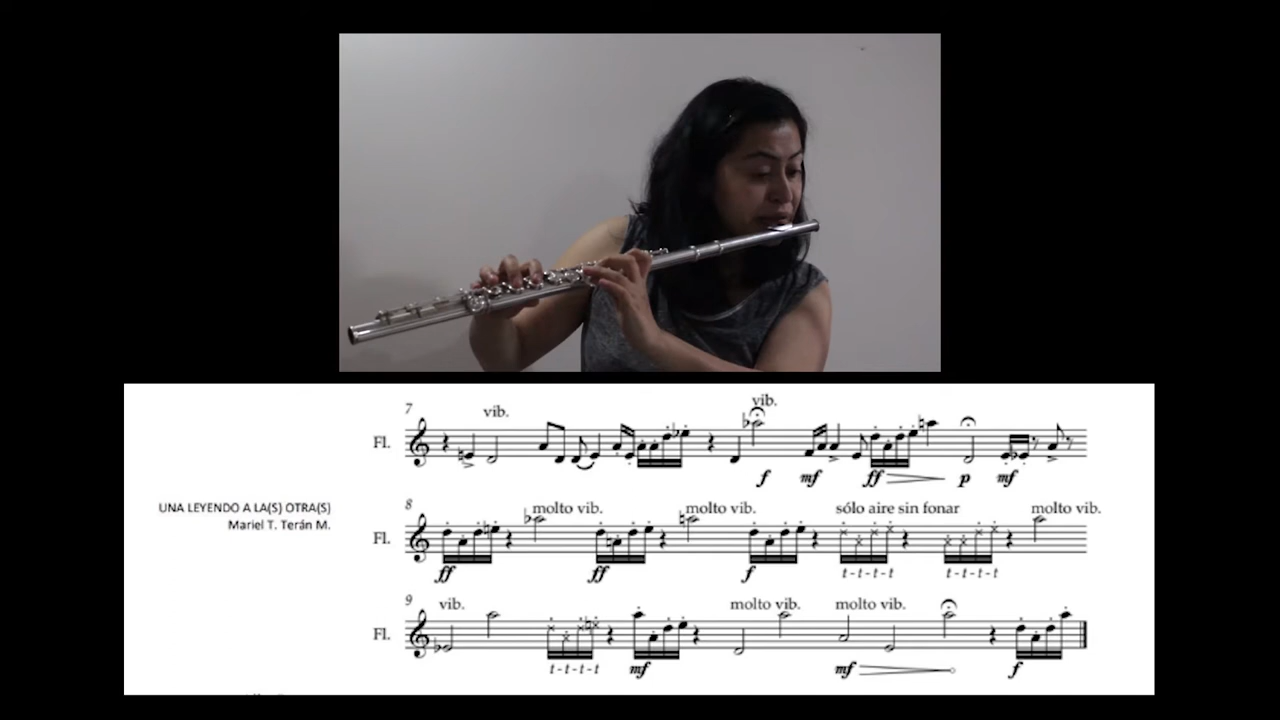 7
vib.
vib.
Fl.
f mf ff p mf
UNA LEYENDO A LA(S) OTRA(S)
Mariel T. Terán M.
8
molto vib. molto vib. sólo aire sin fonar molto vib.
Fl.
ff ff f t-t-t-t t-t-t-t
9
vib. molto vib. molto vib.
Fl.
t-t-t-t mf mf f